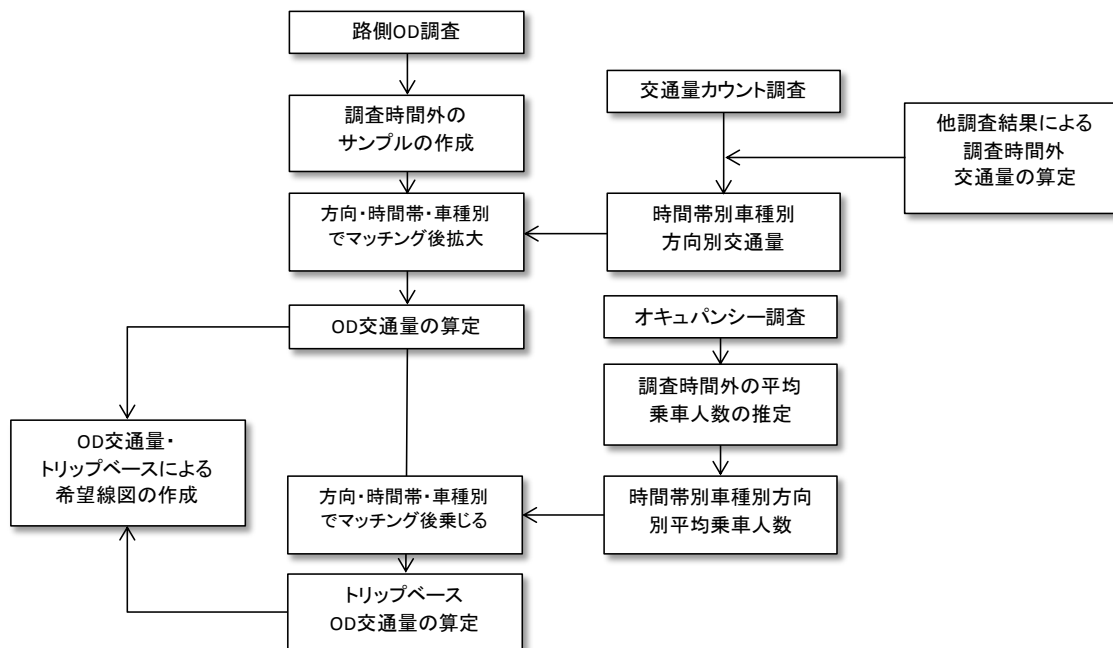 路側OD調査
調査時間外の
サンプルの作成
方向・時間帯・車種別
でマッチング後拡大
OD交通量の算定
交通量カウント調査
他調査結果による
調査時間外
交通量の算定
時間帯別車種別
方向別交通量
オキュパンシー調査
調査時間外の平均
乗車人数の推定
時間帯別車種別方向
別平均乗車人数
方向・時間帯・車種別
でマッチング後乗じる
トリップベース
OD交通量の算定
OD交通量・
トリップベースによる
希望線図の作成